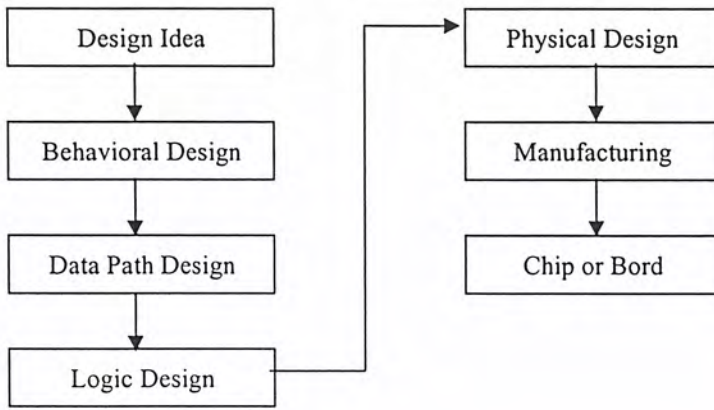 Design Idea
Behavioral Design
Data Path Design
Logic Design
Physical Design
Manufacturing
Chip or Bord